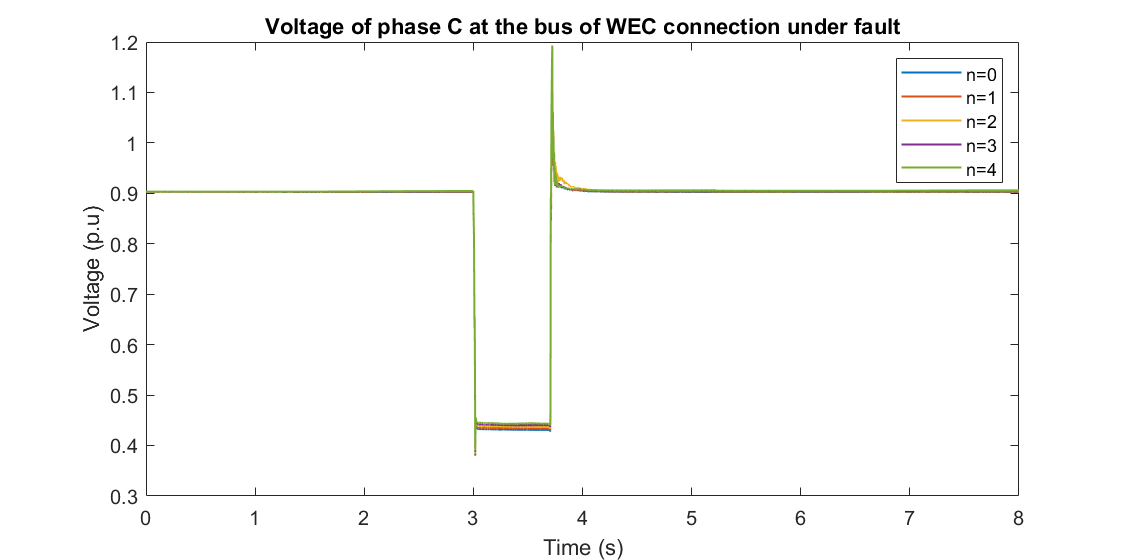 Voltage of phase C at the bus of WEC connection under fault
1.2
1.1
1
0.9
0.8
0.7
0.6
0.5
0.4
0.3
Voltage (p.u)
n=0
n=1
n=2
n=3
n=4
0 1 2 3 4 5 6 7 8
Time (s)